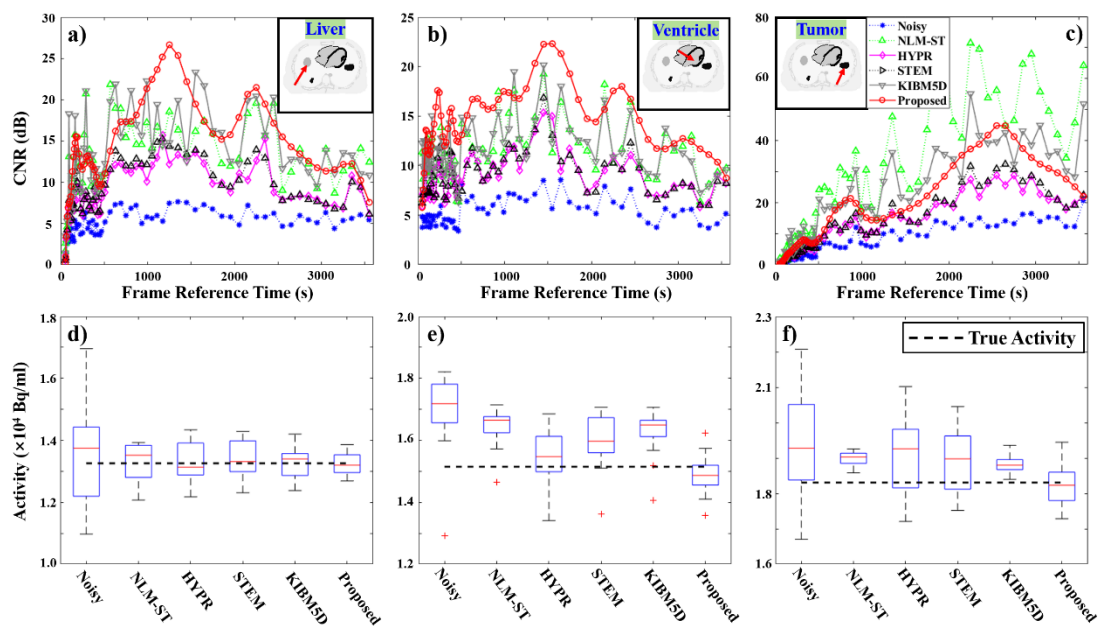 a)
Liver
30
25
20
15
10
5
0
CNR (dB)
0
1000
2000
3000
Frame Reference Time (s)
b)
Ventricle
25
20
15
10
5
0
0
1000
2000
3000
Frame Reference Time (s)
Tumor
c)
Noisy
NLM-ST
HYPR
STEM
KIBM5D
Proposed
80
60
40
20
0
0
1000
2000
3000
Frame Reference Time (s)
d)
1.8
1.6
1.4
1.2
1.0
Activity (×10⁴ Bq/ml)
Noisy
NLM-ST
HYPR
STEM
KIBM5D
Proposed
e)
2.0
1.8
1.6
1.4
1.2
Noisy
NLM-ST
HYPR
STEM
KIBM5D
Proposed
f)
True Activity
2.3
2.1
1.8
1.6
Noisy
NLM-ST
HYPR
STEM
KIBM5D
Proposed